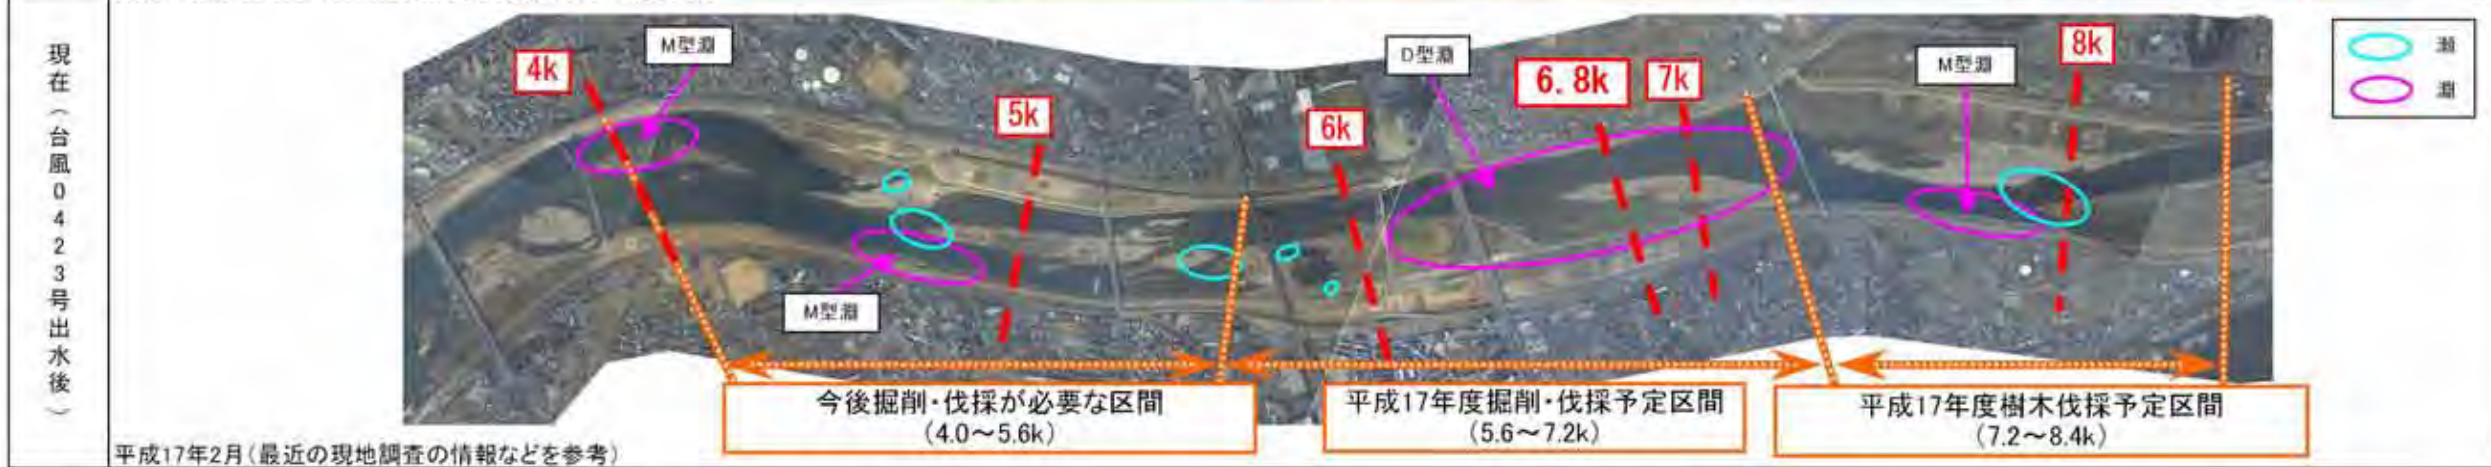 現在（台風0423号出水後）
M型淵
4k
5k
6k
D型淵
6.8k
7k
M型淵
8k
瀬
淵
M型淵
今後掘削･伐採が必要な区間
(4.0～5.6k)
平成17年度掘削･伐採予定区間
(5.6～7.2k)
平成17年度樹木伐採予定区間
(7.2～8.4k)
平成17年2月(最近の現地調査の情報などを参考)